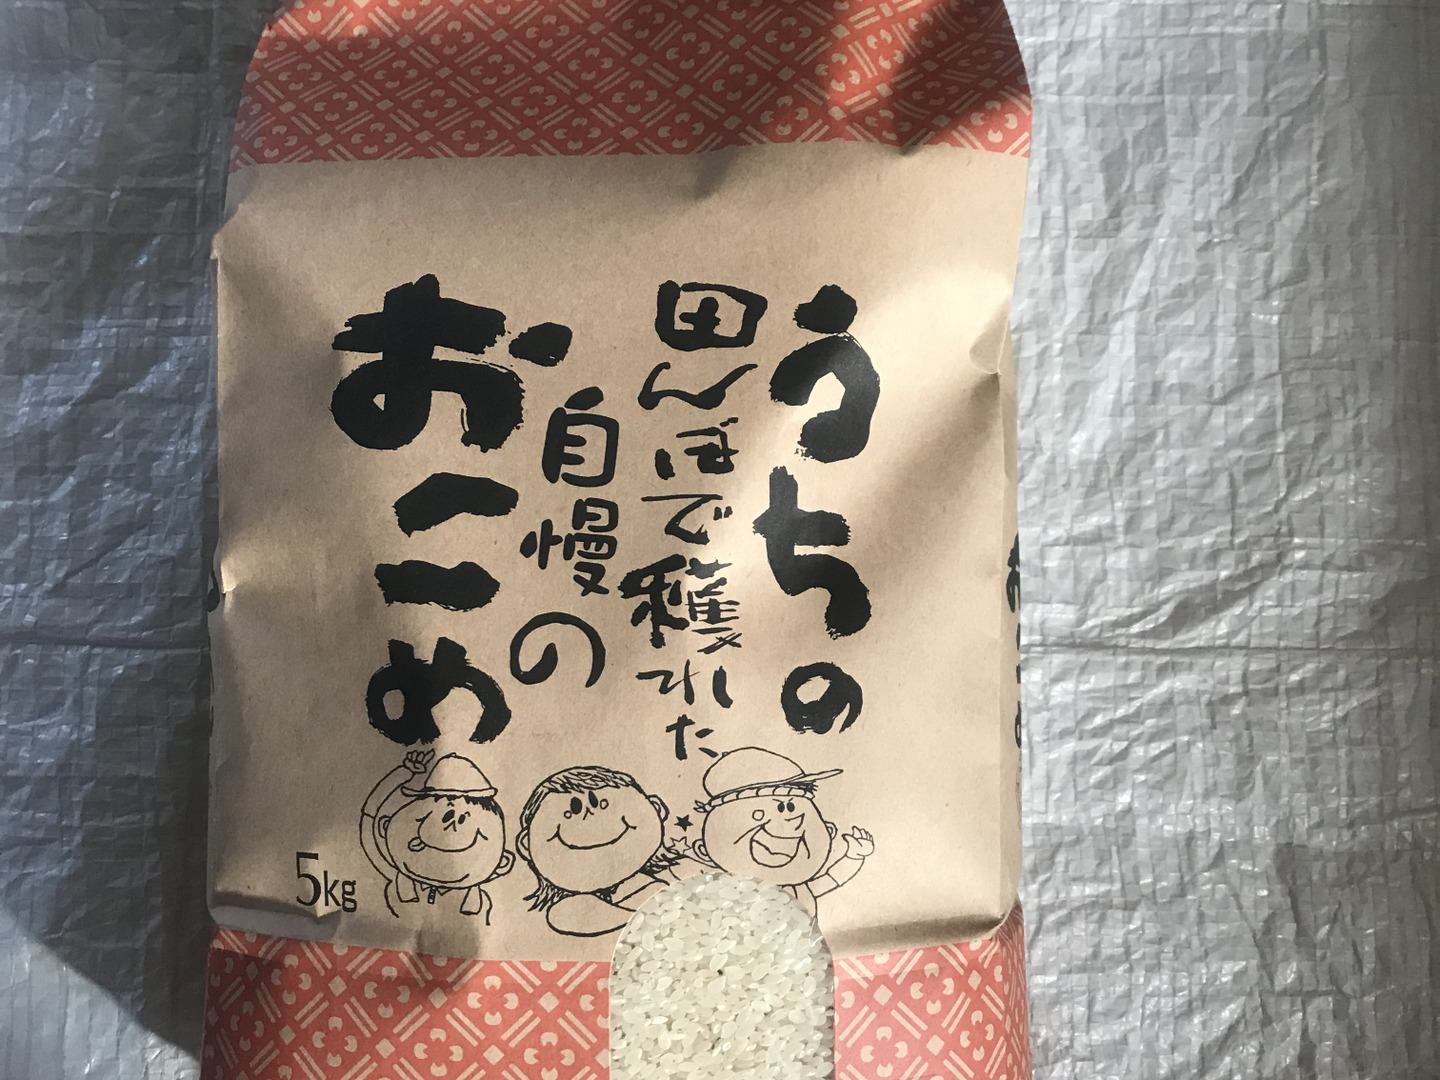 うちの
田んぼで穫れた
自慢の
おこめ
5kg